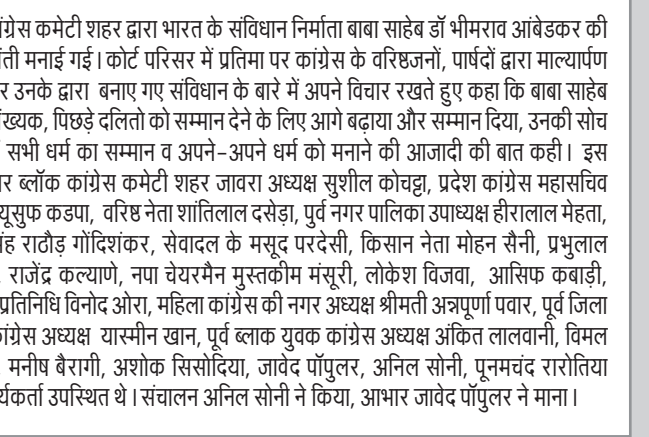 ांग्रेस कमेटी शहर द्वारा भारत के संविधान निर्माता बाबा साहेब डॉ भीमराव आंबेडकर की
ंती मनाई गई। कोर्ट परिसर में प्रतिमा पर कांग्रेस के वरिष्ठजनों, पार्षदों द्वारा माल्यार्पण
र उनके द्वारा बनाए गए संविधान के बारे में अपने विचार रखते हुए कहा कि बाबा साहेब
ंख्यक, पिछड़े दलितो को सम्मान देने के लिए आगे बढ़ाया और सम्मान दिया, उनकी सोच
सभी धर्म का सम्मान व अपने-अपने धर्म को मनाने की आजादी की बात कही। इस
र ब्लॉक कांग्रेस कमेटी शहर जावरा अध्यक्ष सुशील कोचट्टा, प्रदेश कांग्रेस महासचिव
यूसुफ कडपा, वरिष्ठ नेता शांतिलाल दसेड़ा, पुर्व नगर पालिका उपाध्यक्ष हीरालाल मेहता,
ंह राठौड़ गोंदिशंकर, सेवादल के मसूद परदेसी, किसान नेता मोहन सैनी, प्रभुलाल
राजेंद्र कल्याणे, नपा चेयरमैन मुस्तकीम मंसूरी, लोकेश विजवा, आसिफ कबाड़ी,
प्रतिनिधि विनोद ओरा, महिला कांग्रेस की नगर अध्यक्ष श्रीमती अन्नपूर्णा पवार, पूर्व जिला
ांग्रेस अध्यक्ष यास्मीन खान, पूर्व ब्लाक युवक कांग्रेस अध्यक्ष अंकित लालवानी, विमल
मनीष बैरागी, अशोक सिसोदिया, जावेद पॉपुलर, अनिल सोनी, पूनमचंद रारोतिया
र्यकर्ता उपस्थित थे। संचालन अनिल सोनी ने किया, आभार जावेद पॉपुलर ने माना।